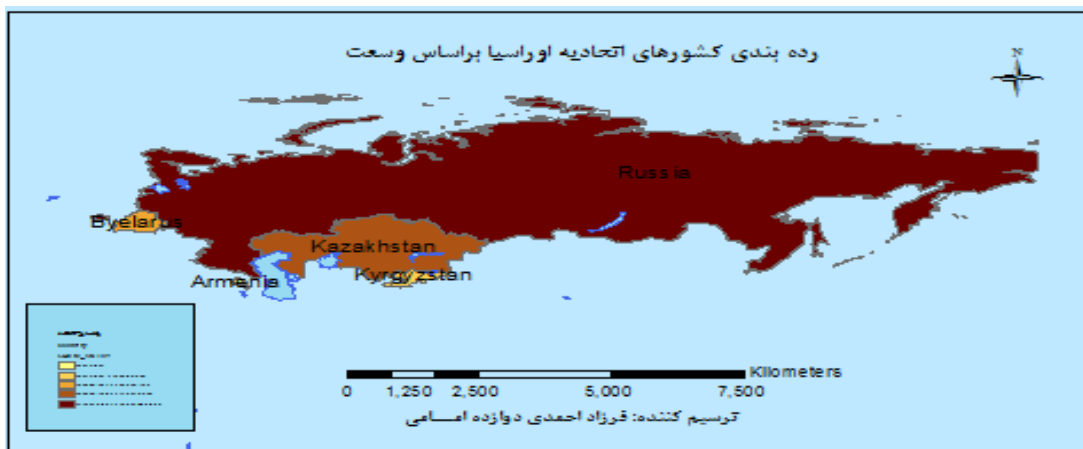 رده بندی کشورهای اتحادیه اوراسیا براساس وسعت
N
Russia
Byelarus
Kazakhstan
Armenia
Kyrgyzstan
Kilometers
0 1,250 2,500 5,000 7,500
ترسیم کننده: فرزاد احمدی دوازده امـــامی